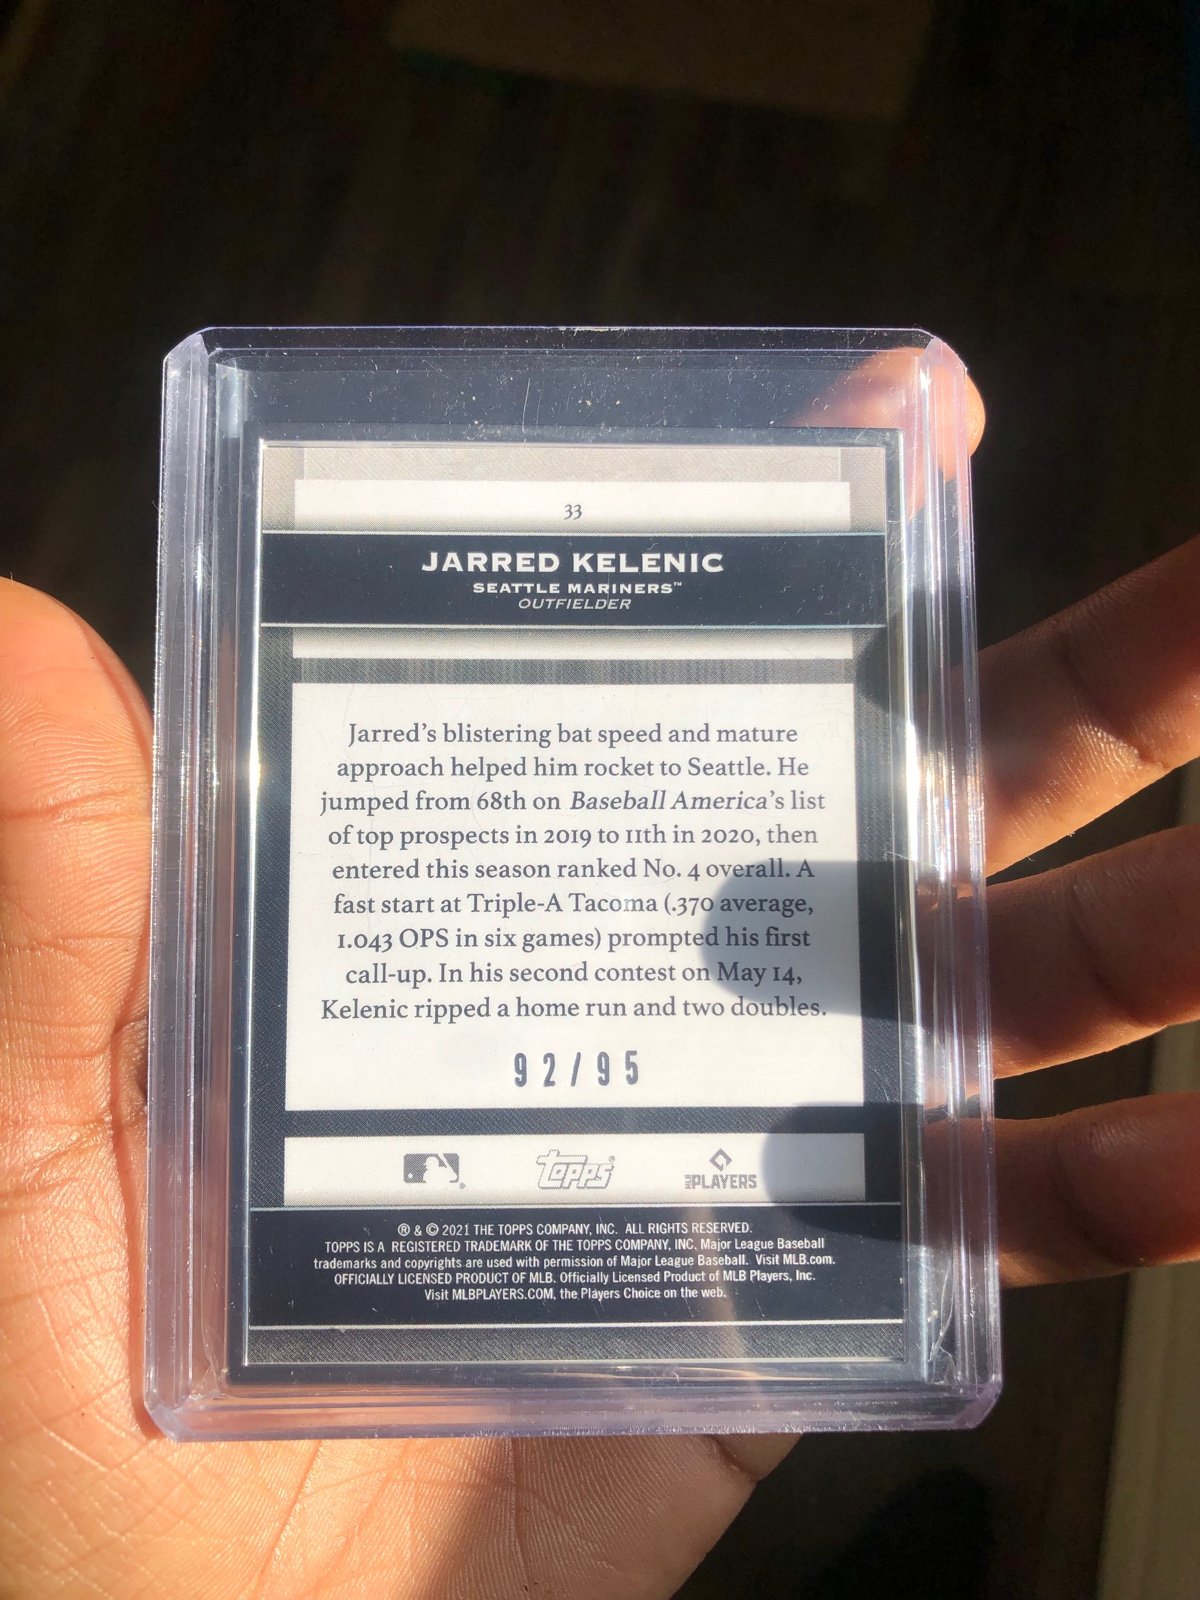 33
JARRED KELENIC
SEATTLE MARINERS™
OUTFIELDER
Jarred's blistering bat speed and mature
approach helped him rocket to Seattle. He
jumped from 68th on Baseball America's list
of top prospects in 2019 to 11th in 2020, then
entered this season ranked No. 4 overall. A
fast start at Triple-A Tacoma (.370 average,
1.043 OPS in six games) prompted his first
call-up. In his second contest on May 14,
Kelenic ripped a home run and two doubles.
92/95
Topps® MLB PLAYERS
® & © 2021 THE TOPPS COMPANY, INC. ALL RIGHTS RESERVED.
TOPPS IS A REGISTERED TRADEMARK OF THE TOPPS COMPANY, INC. Major League Baseball
trademarks and copyrights are used with permission of Major League Baseball. Visit MLB.com.
OFFICIALLY LICENSED PRODUCT OF MLB. Officially Licensed Product of MLB Players, Inc.
Visit MLBPLAYERS.COM, the Players Choice on the web.